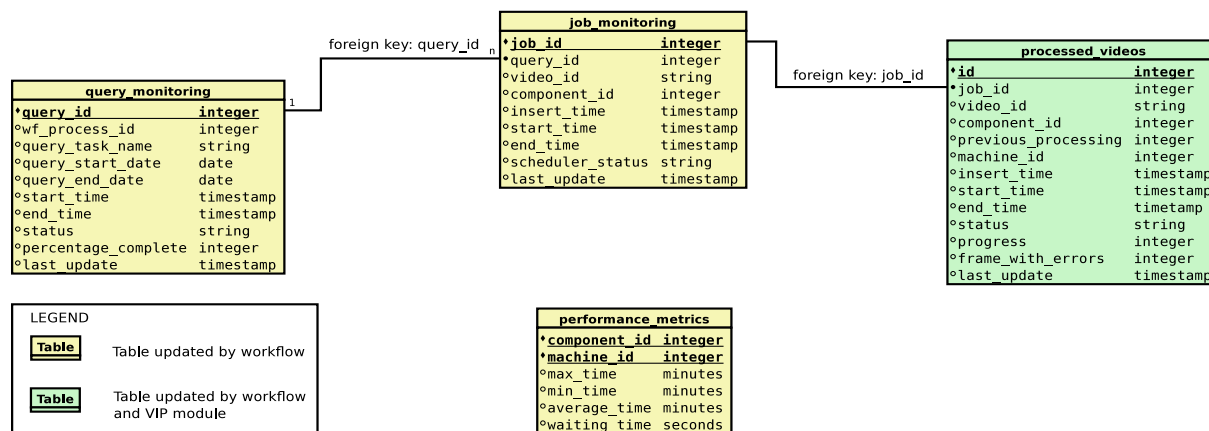 job_monitoring
job_id integer
query_id integer
video_id string
component_id integer
insert_time timestamp
start_time timestamp
end_time timestamp
scheduler_status string
last_update timestamp
foreign key: query_id
n
1
foreign key: job_id
query_monitoring
query_id integer
wf_process_id integer
query_task_name string
query_start_date date
query_end_date date
start_time timestamp
end_time timestamp
status string
percentage_complete integer
last_update timestamp
processed_videos
id integer
job_id integer
video_id string
component_id integer
previous_processing integer
machine_id integer
insert_time timestamp
start_time timestamp
end_time timetamp
status string
progress integer
frame_with_errors integer
last_update timestamp
LEGEND
Table Table updated by workflow
Table Table updated by workflow
and VIP module
performance_metrics
component_id integer
machine_id integer
max_time minutes
min_time minutes
average_time minutes
waiting_time seconds